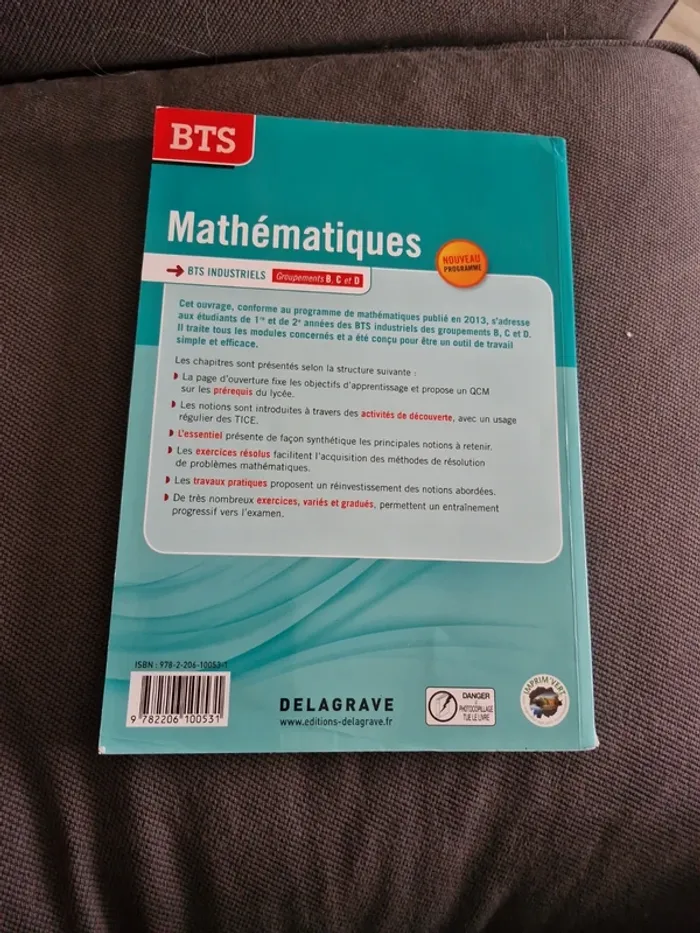 BTS
Mathématiques
NOUVEAU
PROGRAMME
BTS INDUSTRIELS Groupements B, C et D
Cet ouvrage, conforme au programme de mathématiques publié en 2013, s'adresse
aux étudiants de 1re et de 2e années des BTS industriels des groupements B, C et D.
Il traite tous les modules concernés et a été conçu pour être un outil de travail
simple et efficace.
Les chapitres sont présentés selon la structure suivante :
La page d'ouverture fixe les objectifs d'apprentissage et propose un QCM
sur les prérequis du lycée.
Les notions sont introduites à travers des activités de découverte, avec un usage
régulier des TICE.
L'essentiel présente de façon synthétique les principales notions à retenir.
Les exercices résolus facilitent l'acquisition des méthodes de résolution
de problèmes mathématiques.
Les travaux pratiques proposent un réinvestissement des notions abordées.
De très nombreux exercices, variés et gradués, permettent un entraînement
progressif vers l'examen.
ISBN : 978-2-206-10053-1
9 782206 100531
DELAGRAVE
www.editions-delagrave.fr
DANGER
PHOTOCOPILLAGE
TUE LE LIVRE
IMPRIM'VERT